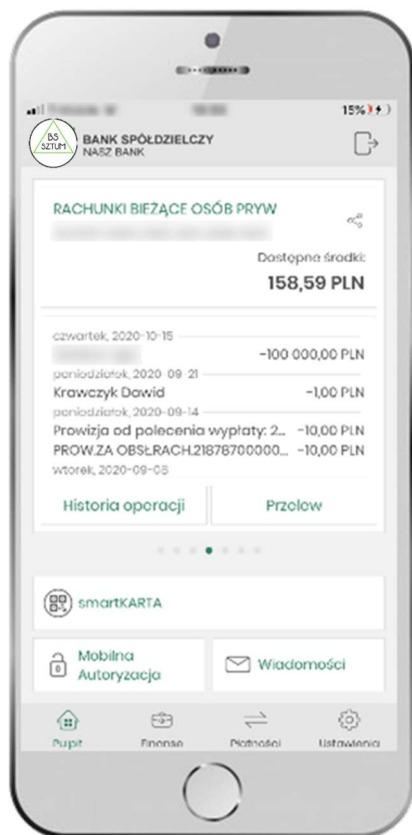 15%
BS
SZTUM
BANK SPÓŁDZIELCZY
NASZ BANK
RACHUNKI BIEŻĄCE OSÓB PRYW
Dostępne środki:
158,59 PLN
czwartek, 2020-10-15
-100 000,00 PLN
poniedziałek, 2020-09-21
Krawczyk Dawid -1,00 PLN
poniedziałek, 2020-09-14
Prowizja od polecenia wypłaty: 2... -10,00 PLN
PROW.ZA OBSŁ.RACH.21878700000... -10,00 PLN
wtorek, 2020-09-08
Historia operacji Przelew
smartKARTA
Mobilna
Autoryzacja
Wiadomości
Pulpit Finanse Płatności Ustawienia